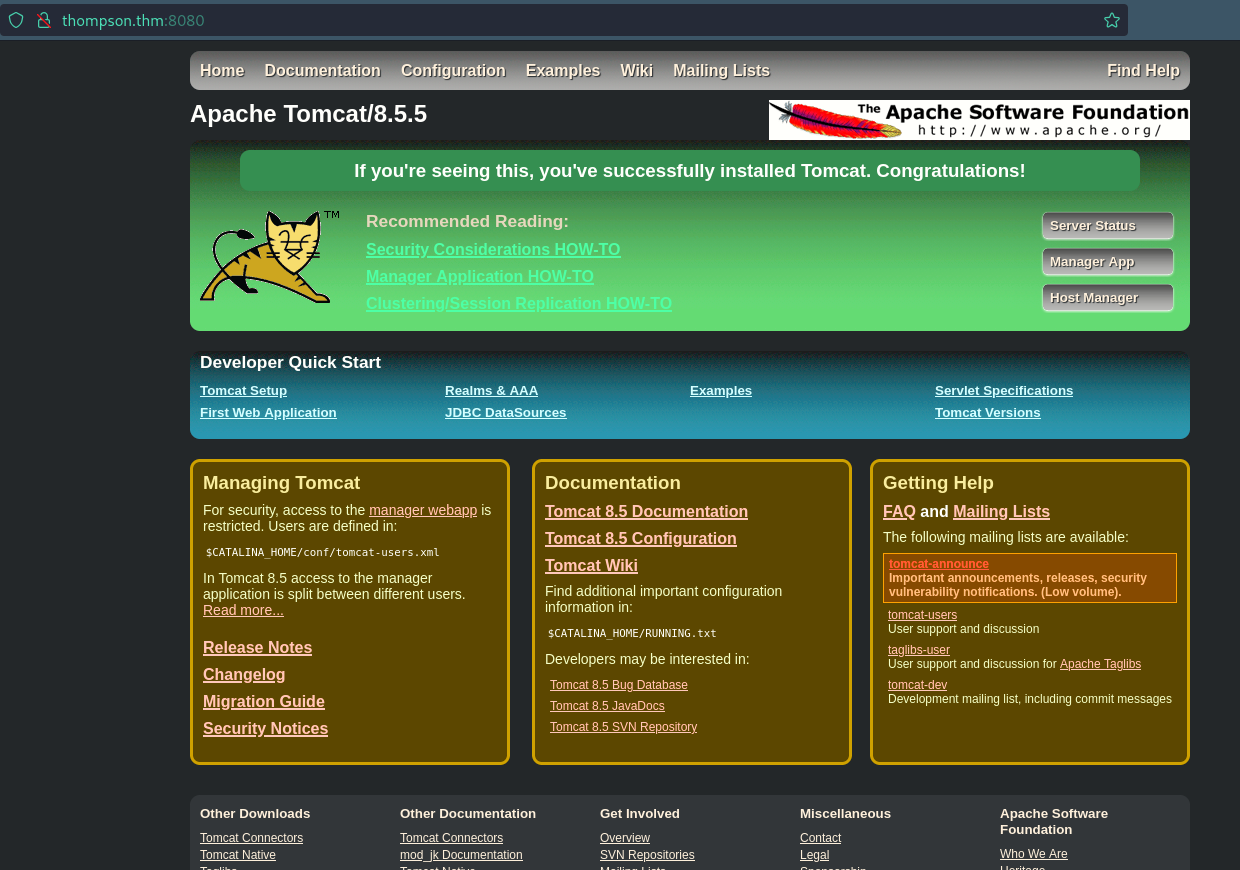 thompson.thm:8080
Home Documentation Configuration Examples Wiki Mailing Lists Find Help
Apache Tomcat/8.5.5
The Apache Software Foundation
http://www.apache.org/
If you're seeing this, you've successfully installed Tomcat. Congratulations!
TM
Recommended Reading:
Security Considerations HOW-TO
Manager Application HOW-TO
Clustering/Session Replication HOW-TO
Server Status
Manager App
Host Manager
Developer Quick Start
Tomcat Setup
First Web Application
Realms & AAA
JDBC DataSources
Examples
Servlet Specifications
Tomcat Versions
Managing Tomcat
For security, access to the manager webapp is
restricted. Users are defined in:
$CATALINA_HOME/conf/tomcat-users.xml
In Tomcat 8.5 access to the manager
application is split between different users.
Read more...
Release Notes
Changelog
Migration Guide
Security Notices
Documentation
Tomcat 8.5 Documentation
Tomcat 8.5 Configuration
Tomcat Wiki
Find additional important configuration
information in:
$CATALINA_HOME/RUNNING.txt
Developers may be interested in:
Tomcat 8.5 Bug Database
Tomcat 8.5 JavaDocs
Tomcat 8.5 SVN Repository
Getting Help
FAQ and Mailing Lists
The following mailing lists are available:
tomcat-announce
Important announcements, releases, security
vulnerability notifications. (Low volume).
tomcat-users
User support and discussion
taglibs-user
User support and discussion for Apache Taglibs
tomcat-dev
Development mailing list, including commit messages
Other Downloads
Tomcat Connectors
Tomcat Native
Taglibs
Other Documentation
Tomcat Connectors
mod_jk Documentation
Tomcat Native
Get Involved
Overview
SVN Repositories
Mailing Lists
Miscellaneous
Contact
Legal
Sponsorship
Apache Software
Foundation
Who We Are
Heritage